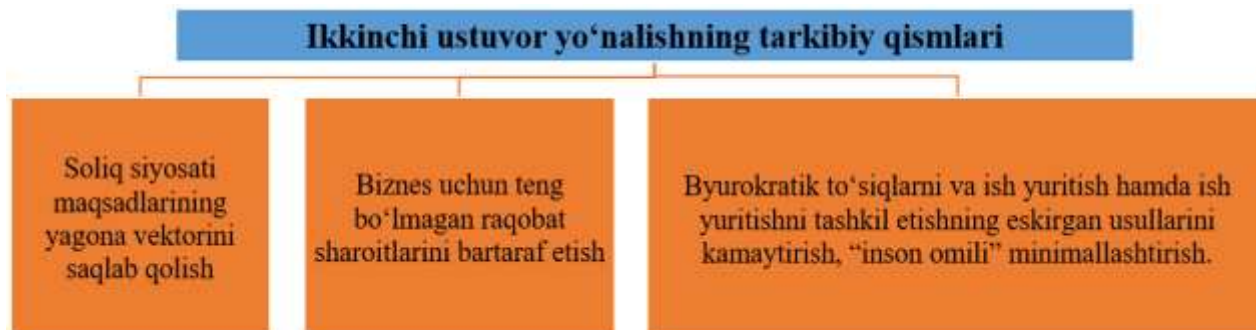 Ikkinchi ustuvor yo‘nalishning tarkibiy qismlari
Soliq siyosati
maqsadlarining
yagona vektorini
saqlab qolish
Biznes uchun teng
bo‘lmagan raqobat
sharoitlarini bartaraf etish
Byurokratik to‘siqlarni va ish yuritish hamda ish
yuritishni tashkil etishning eskirgan usullarini
kamaytirish, “inson omili” minimallashtirish.